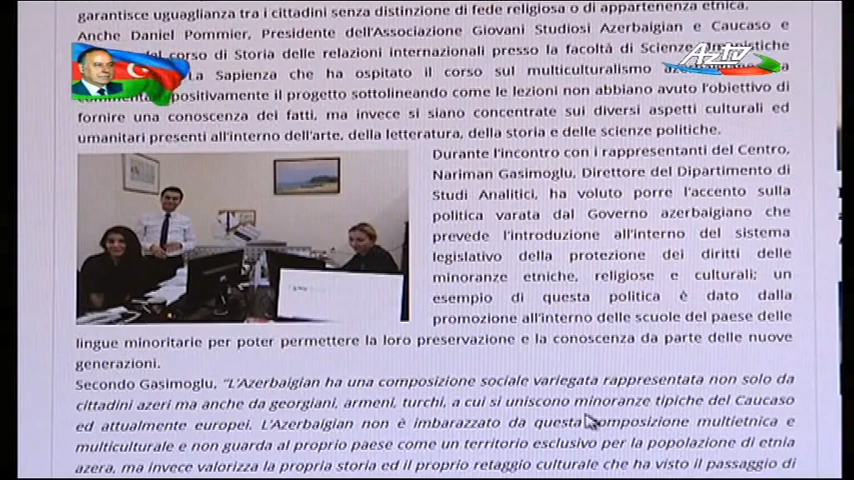 garantisce uguaglianza tra i cittadini senza distinzione di fede religiosa o di appartenenza etnica.
Anche Daniel Pommier, Presidente dell'Associazione Giovani Studiosi Azerbaigian e Caucaso e
del corso di Storia delle relazioni internazionali presso la facoltà di Scienze
La Sapienza che ha ospitato il corso sul multiculturalismo
AzTV
positivamente il progetto sottolineando come le lezioni non abbiano avuto l'obiettivo di
fornire una conoscenza dei fatti, ma invece si siano concentrate sui diversi aspetti culturali ed
umanitari presenti all'interno dell'arte, della letteratura, della storia e delle scienze politiche.
Durante l'incontro con i rappresentanti del Centro,
Nariman Gasimoglu, Direttore del Dipartimento di
Studi Analitici, ha voluto porre l'accento sulla
politica varata dal Governo azerbaigiano che
prevede l'introduzione all'interno del sistema
legislativo della protezione dei diritti delle
minoranze etniche, religiose e culturali; un
esempio di questa politica è dato dalla
promozione all'interno delle scuole del paese delle
lingue minoritarie per poter permettere la loro preservazione e la conoscenza da parte delle nuove
generazioni.
Secondo Gasimoglu, "L'Azerbaigian ha una composizione sociale variegata rappresentata non solo da
cittadini azeri ma anche da georgiani, armeni, turchi, a cui si uniscono minoranze tipiche del Caucaso
ed attualmente europei. L'Azerbaigian non è imbarazzato da questa composizione multietnica e
multiculturale e non guarda al proprio paese come un territorio esclusivo per la popolazione di etnia
azera, ma invece valorizza la propria storia ed il proprio retaggio culturale che ha visto il passaggio di